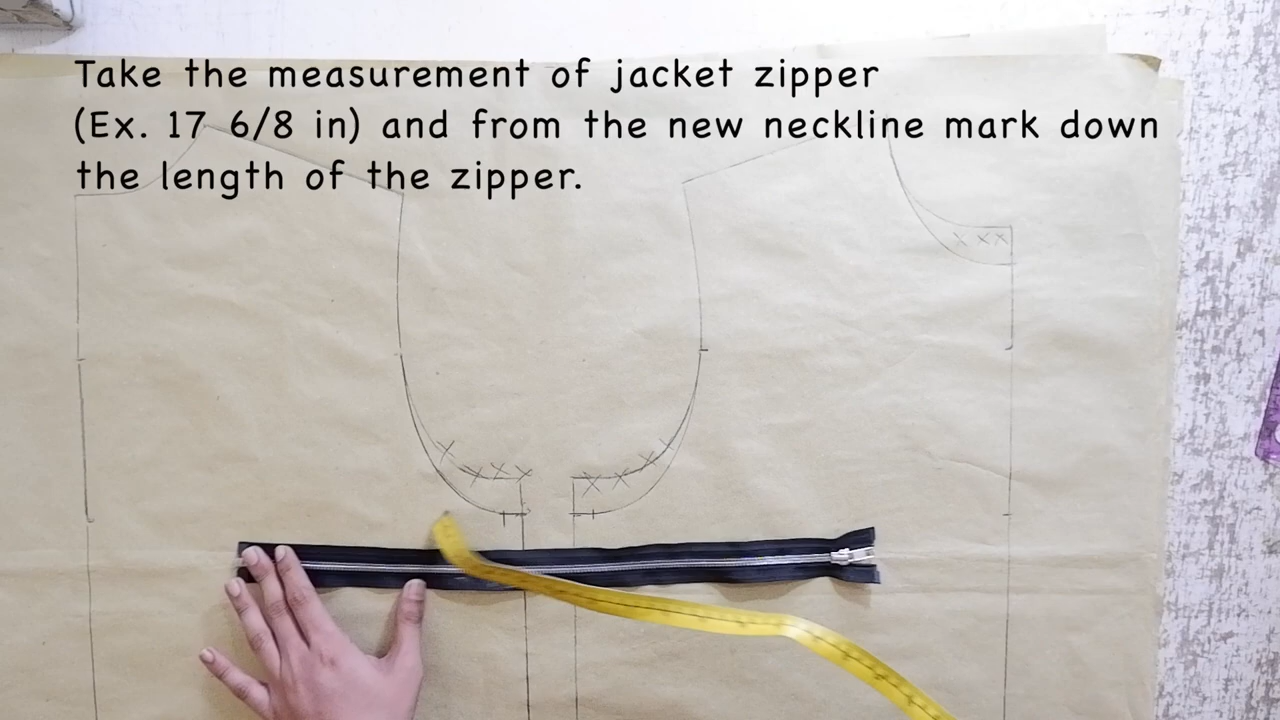 Take the measurement of jacket zipper
(Ex. 17 6/8 in) and from the new neckline mark down
the length of the zipper.